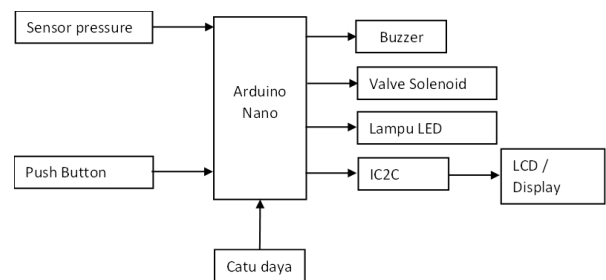 Sensor pressure
Buzzer
Arduino
Nano
Valve Solenoid
Lampu LED
Push Button
IC2C
LCD /
Display
Catu daya